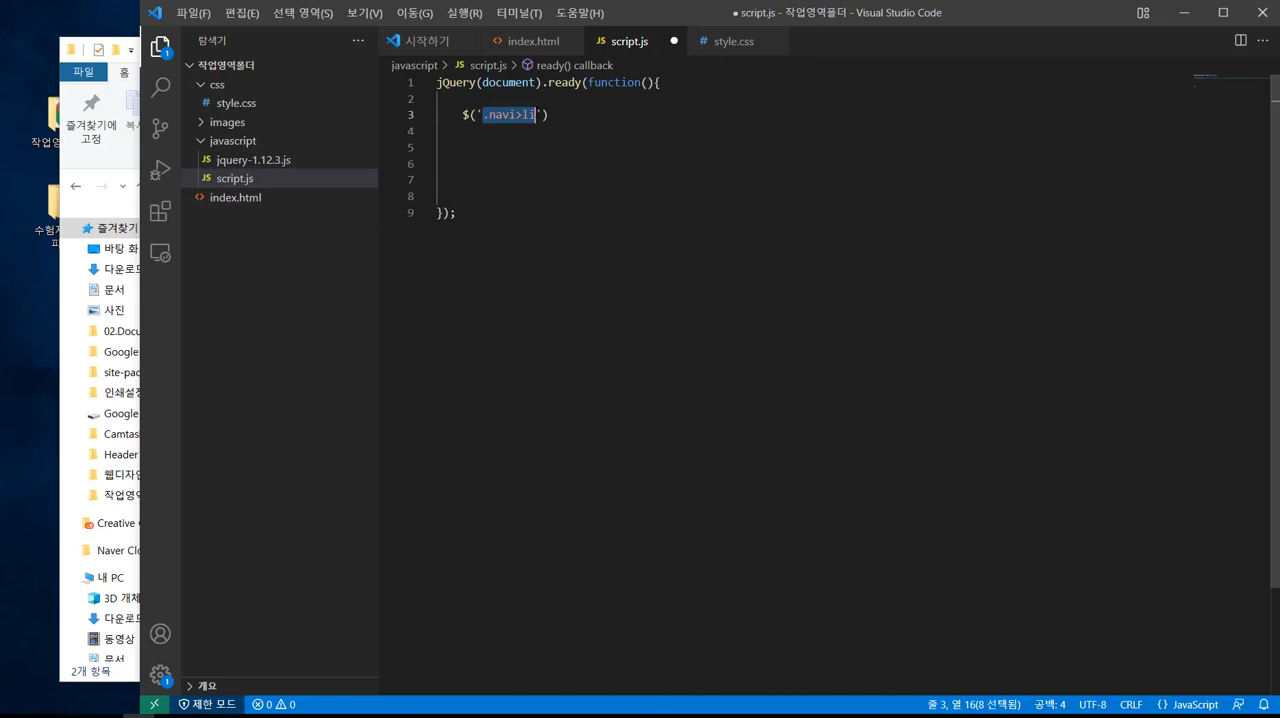 파일(F) 편집(E) 선택 영역(S) 보기(V) 이동(G) 실행(R) 터미널(T) 도움말(H)
● script.js - 작업영역폴더 - Visual Studio Code
파일 홈
즐겨찾기에
고정
작업
즐겨찾기
바탕 화
다운로드
문서
사진
02.Docu
Google
site-pac
인쇄설정
Google
Camtas
Header
웹디자인
작업영역
Creative
Naver Clo
내 PC
3D 개체
다운로드
동영상
문서
2개 항목
탐색기
작업영역폴더
css
# style.css
images
javascript
JS jquery-1.12.3.js
JS script.js
<> index.html
개요
시작하기 <> index.html JS script.js ● # style.css
javascript > JS script.js > ready() callback
1 jQuery(document).ready(function(){
2
3 $('.navi>li')
4
5
6
7
8
9 });
1
1
제한 모드 0 0 줄 3, 열 16(8 선택됨) 공백: 4 UTF-8 CRLF {} JavaScript